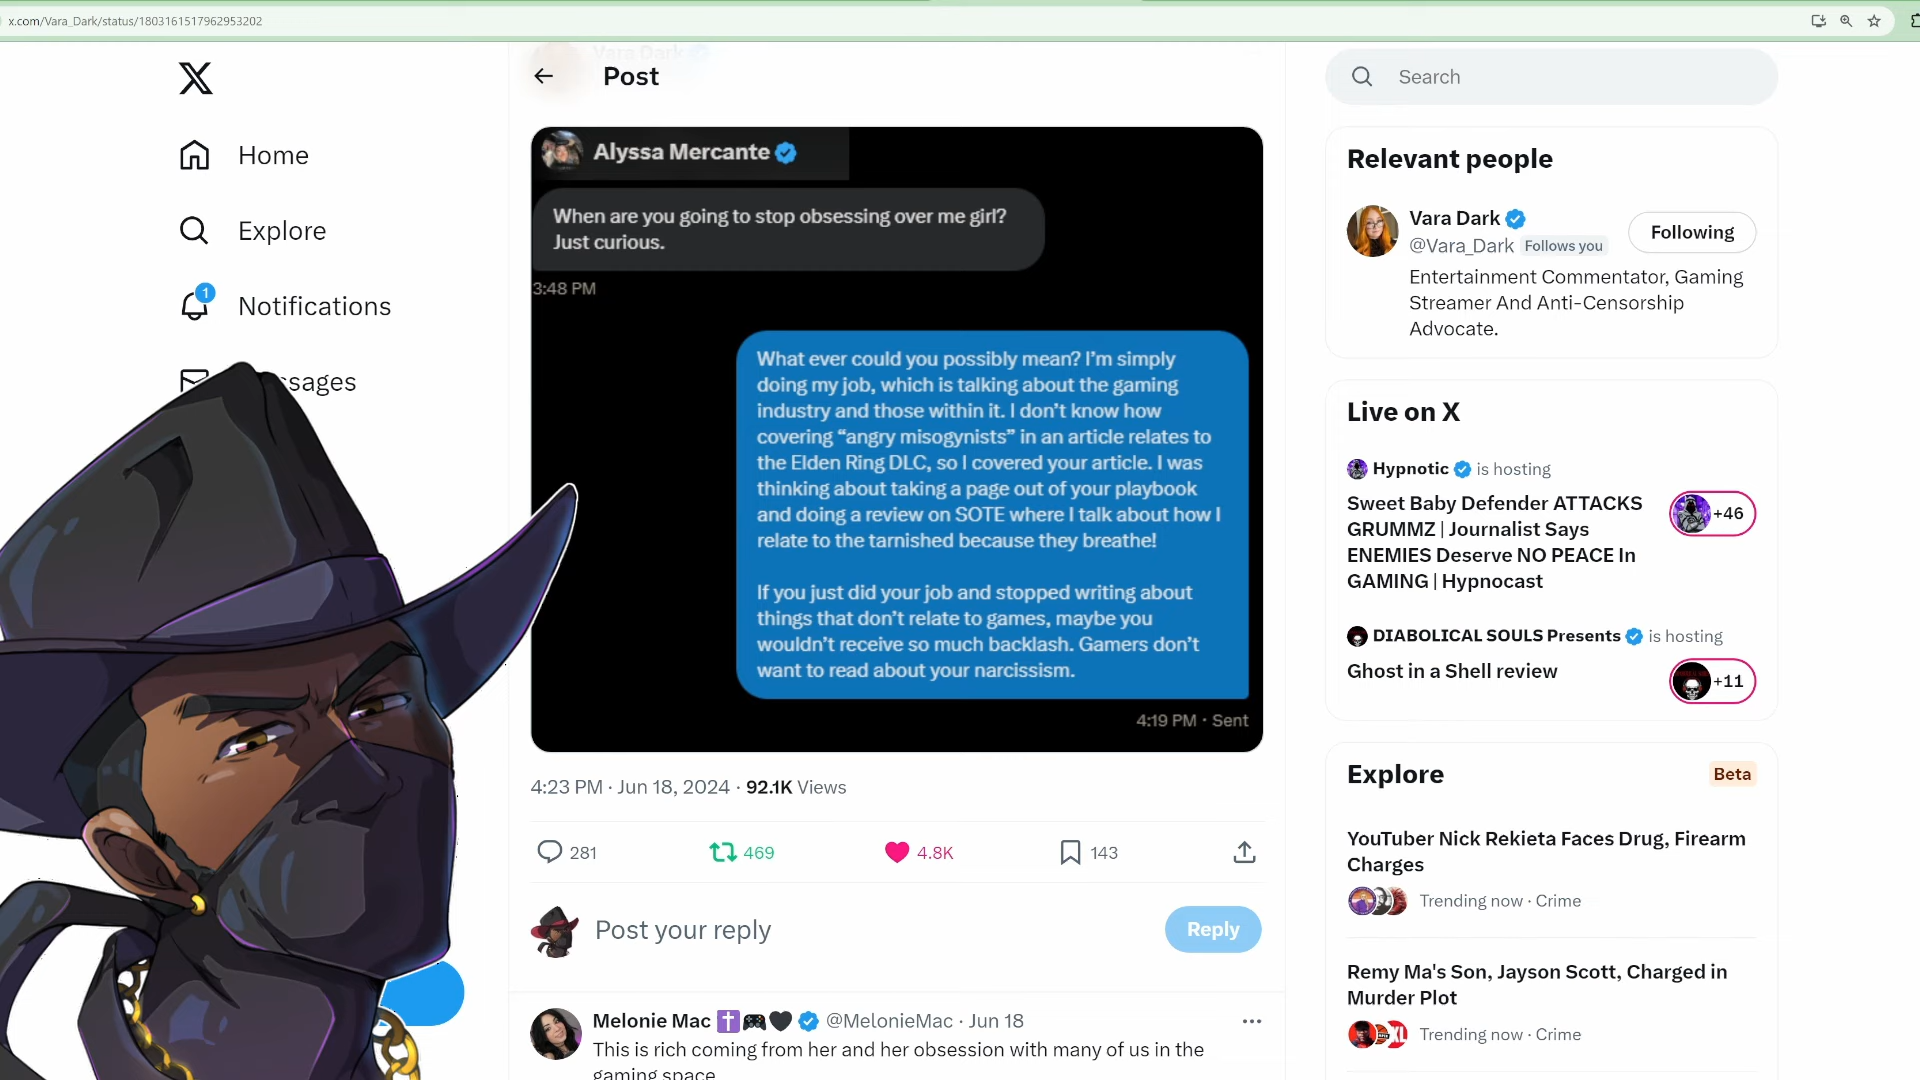 x.com/Vara_Dark/status/1803161517962953202
Home
Explore
1
Notifications
Post
Alyssa Mercante
When are you going to stop obsessing over me girl?
Just curious.
3:48 PM
What ever could you possibly mean? I'm simply
doing my job, which is talking about the gaming
industry and those within it. I don't know how
covering “angry misogynists” in an article relates to
the Elden Ring DLC, so I covered your article. I was
thinking about taking a page out of your playbook
and doing a review on SOTE where I talk about how I
relate to the tarnished because they breathe!
If you just did your job and stopped writing about
things that don't relate to games, maybe you
wouldn't receive so much backlash. Gamers don't
want to read about your narcissism.
4:19 PM · Sent
4:23 PM · Jun 18, 2024 · 92.1K Views
281
469
4.8K
143
Post your reply
Reply
Melonie Mac @MelonieMac · Jun 18
This is rich coming from her and her obsession with many of us in the
gaming space
Search
Relevant people
Vara Dark
@Vara_Dark Follows you
Following
Entertainment Commentator, Gaming
Streamer And Anti-Censorship
Advocate.
Live on X
Hypnotic is hosting
Sweet Baby Defender ATTACKS
GRUMMZ | Journalist Says
ENEMIES Deserve NO PEACE In
GAMING | Hypnocast
+46
DIABOLICAL SOULS Presents is hosting
Ghost in a Shell review
+11
Explore
Beta
YouTuber Nick Rekieta Faces Drug, Firearm
Charges
Trending now · Crime
Remy Ma's Son, Jayson Scott, Charged in
Murder Plot
Trending now · Crime